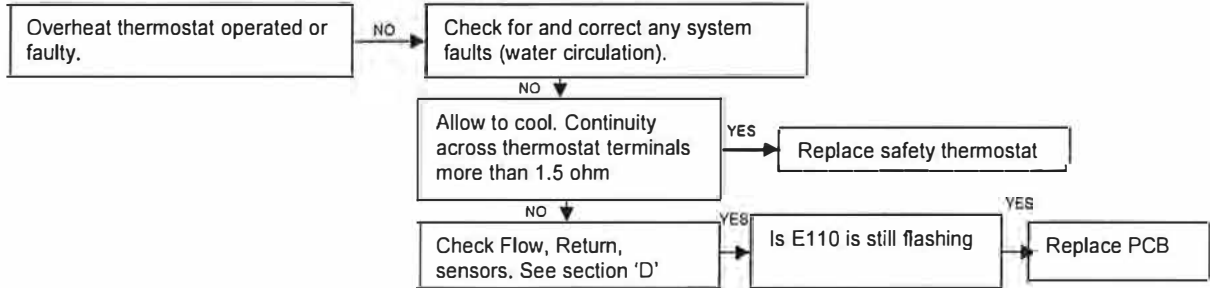 Overheat thermostat operated or
faulty.
NO
Check for and correct any system
faults (water circulation).
NO
Allow to cool. Continuity
across thermostat terminals
more than 1.5 ohm
YES
Replace safety thermostat
NO
Check Flow, Return,
sensors. See section 'D'
YES
Is E110 is still flashing
YES
Replace PCB